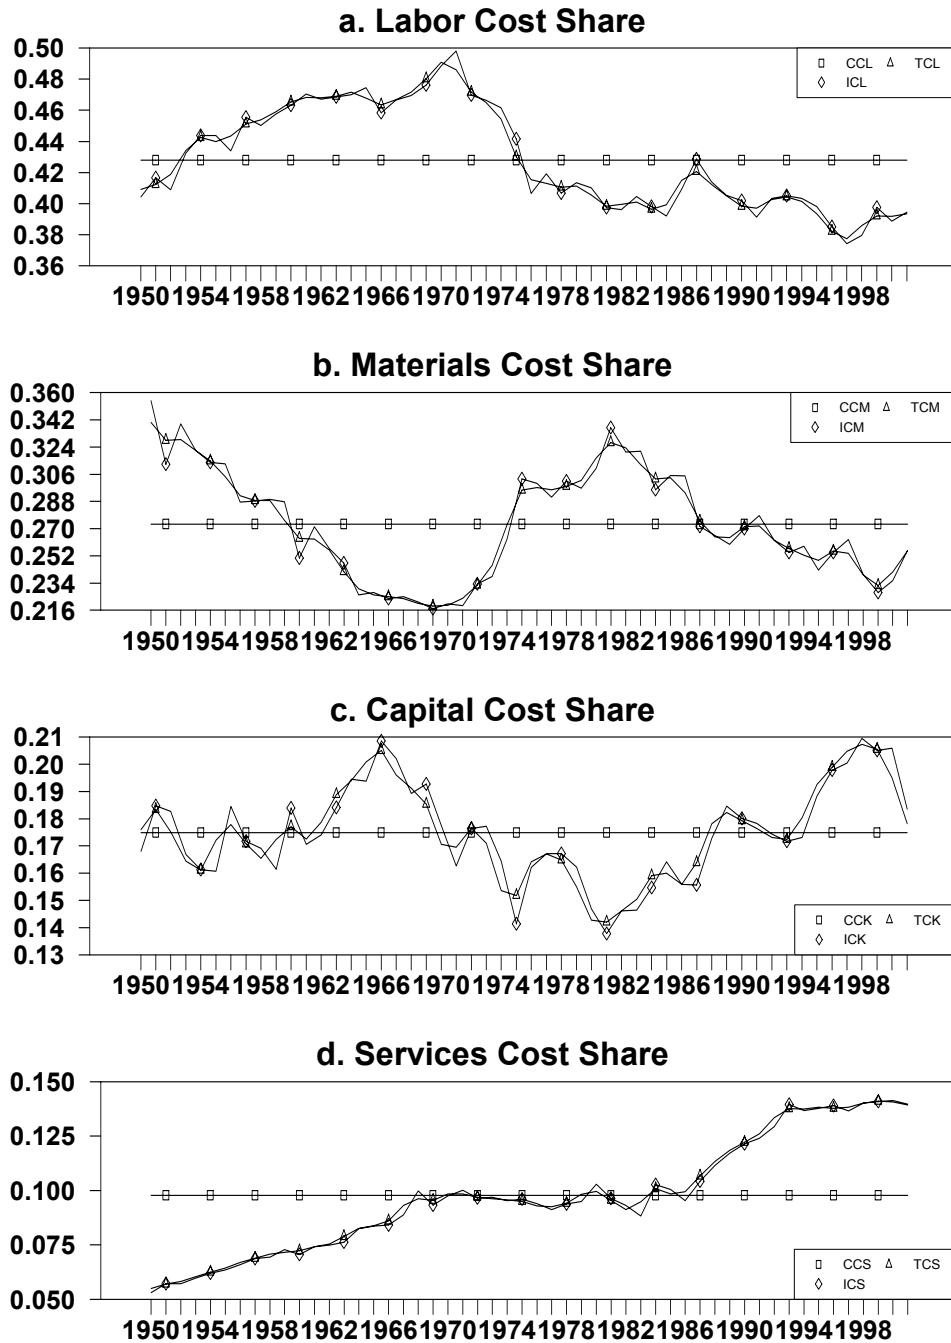 a. Labor Cost Share
0.50
CCL TCL
ICL
0.48
0.46
0.44
0.42
0.40
0.38
0.36
1950 1954 1958 1962 1966 1970 1974 1978 1982 1986 1990 1994 1998
b. Materials Cost Share
0.360
CCM TCM
ICM
0.342
0.324
0.306
0.288
0.270
0.252
0.234
0.216
1950 1954 1958 1962 1966 1970 1974 1978 1982 1986 1990 1994 1998
c. Capital Cost Share
0.21
0.20
0.19
0.18
0.17
0.16
0.15
0.14
CCK TCK
ICK
0.13
1950 1954 1958 1962 1966 1970 1974 1978 1982 1986 1990 1994 1998
d. Services Cost Share
0.150
0.125
0.100
0.075
CCS TCS
ICS
0.050
1950 1954 1958 1962 1966 1970 1974 1978 1982 1986 1990 1994 1998